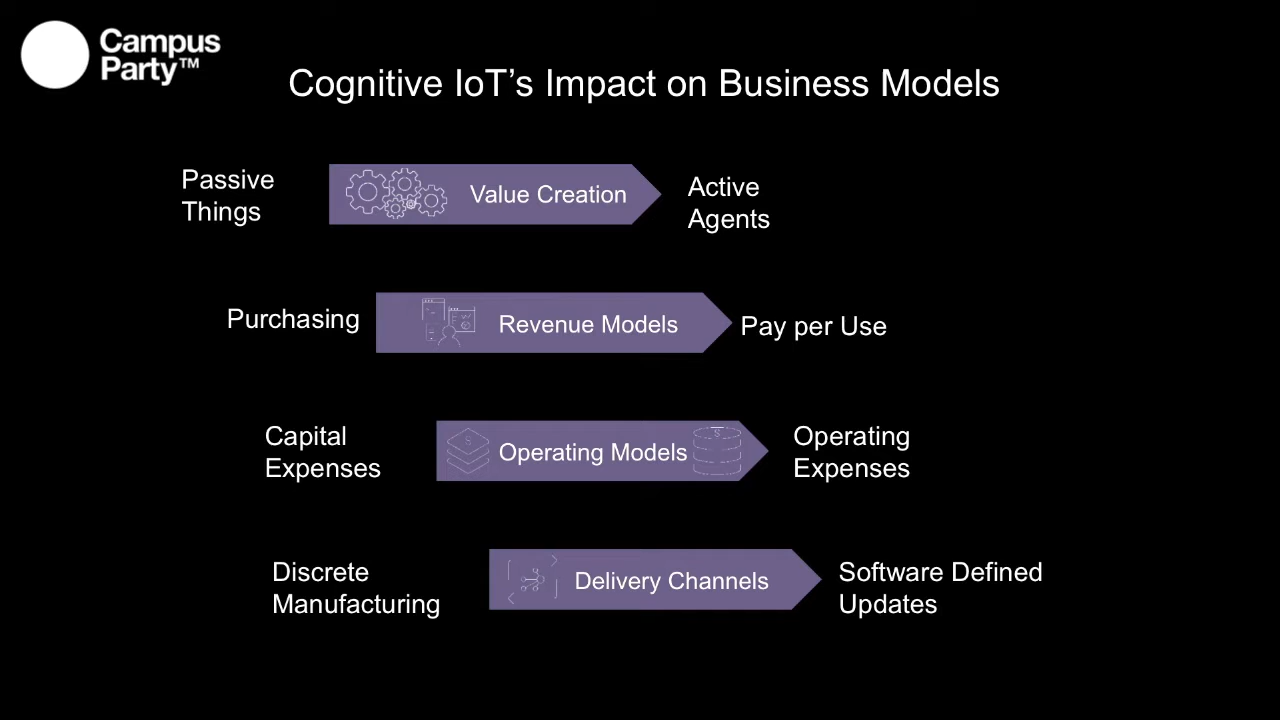 Campus
Party™
Cognitive IoT’s Impact on Business Models
Passive
Things
Value Creation
Active
Agents
Purchasing
Revenue Models
Pay per Use
Capital
Expenses
Operating Models
Operating
Expenses
Discrete
Manufacturing
Delivery Channels
Software Defined
Updates